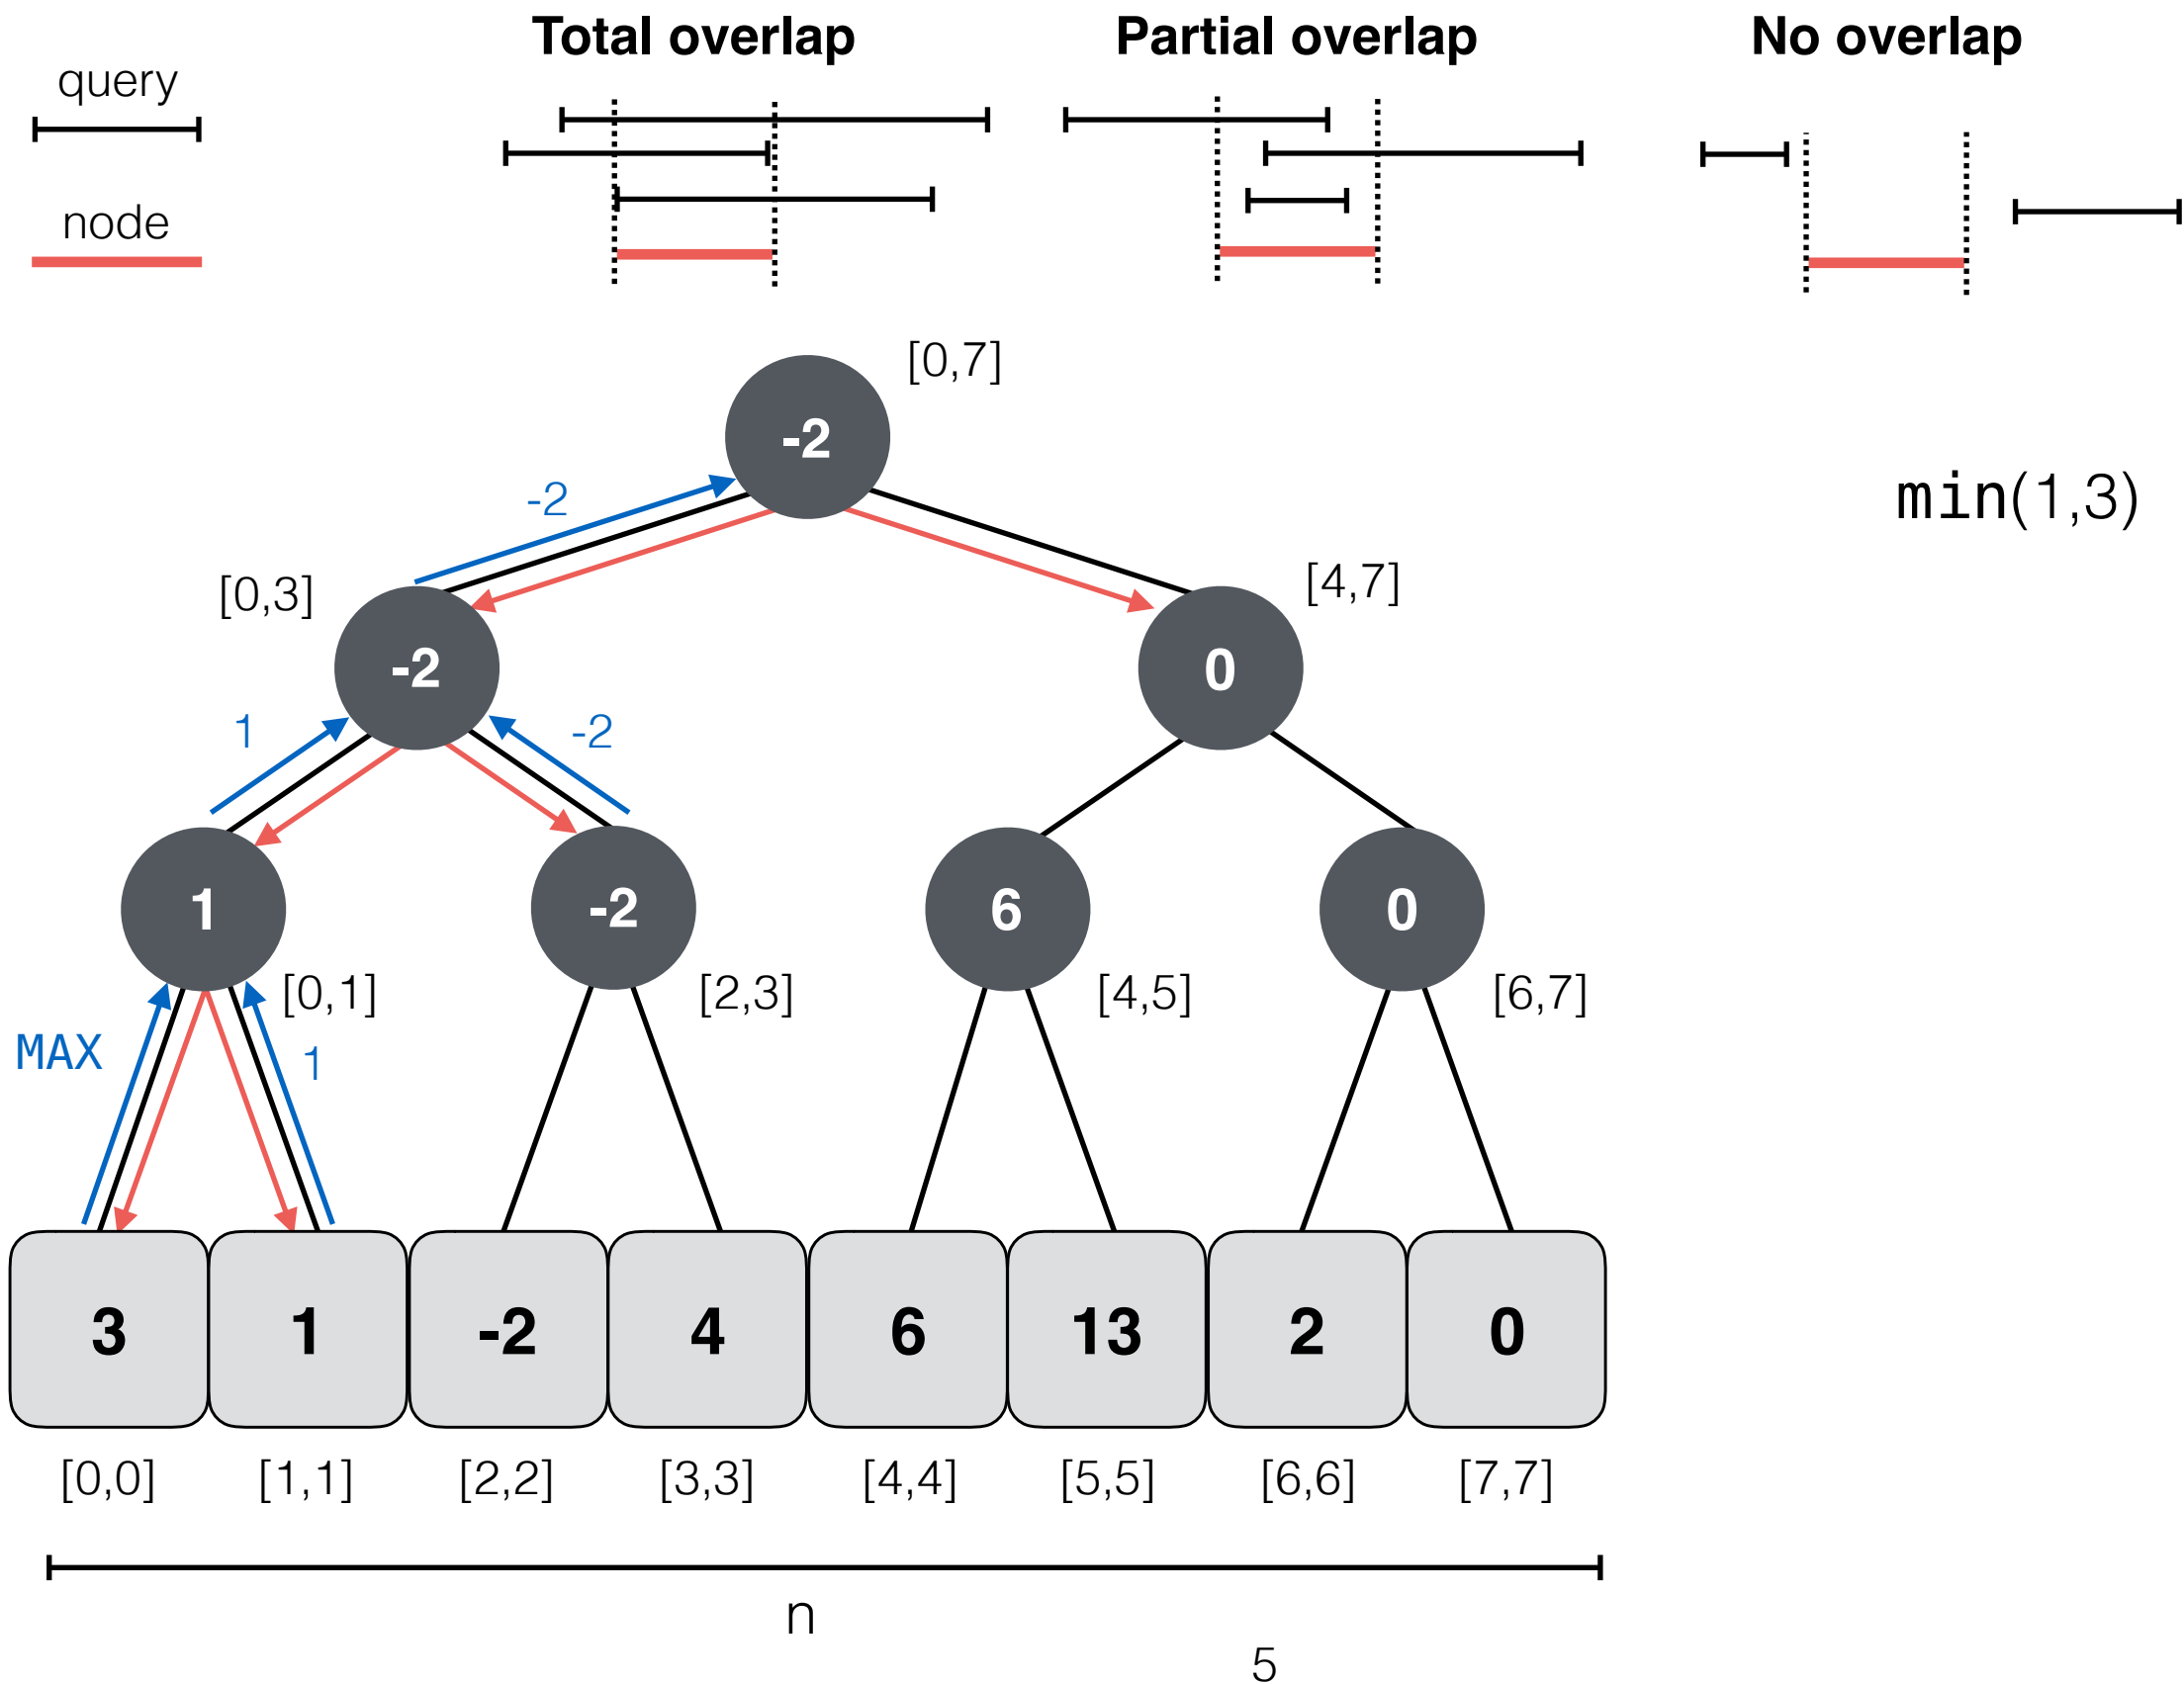 Total overlap
Partial overlap
No overlap
query
node
[0,7]
-2
min(1,3)
-2
[0,3]
[4,7]
-2
0
1
-2
1
-2
6
0
[0,1]
[2,3]
[4,5]
[6,7]
MAX
1
3 1 -2 4 6 13 2 0
[0,0] [1,1] [2,2] [3,3] [4,4] [5,5] [6,6] [7,7]
n
5